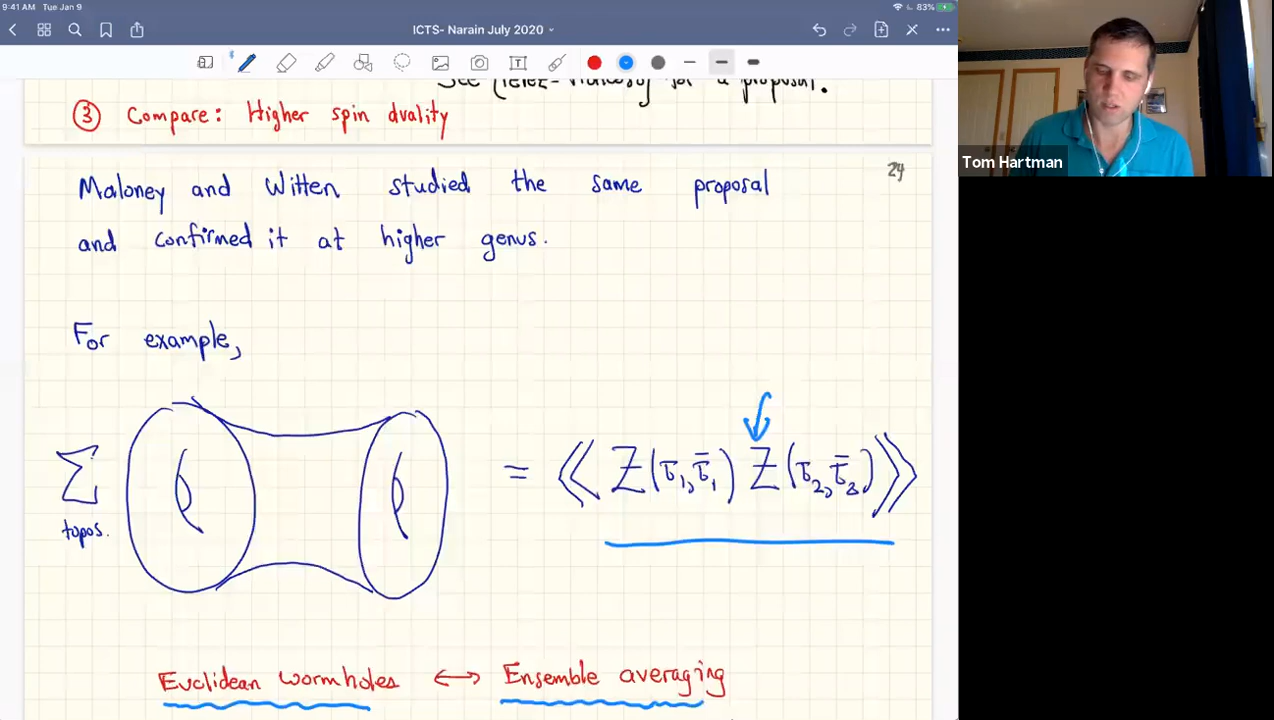 9:41 AM Tue Jan 9
83%
ICTS- Narain July 2020
for a proposal.
③ Compare: Higher spin duality
24
Maloney and Witten studied the same proposal
and confirmed it at higher genus.
For example,
∑ topos. = ⟨⟨ Z(τ₁,τ̄₁) Z(τ₂,τ̄₂) ⟩⟩
Euclidean wormholes ⟷ Ensemble averaging
Tom Hartman